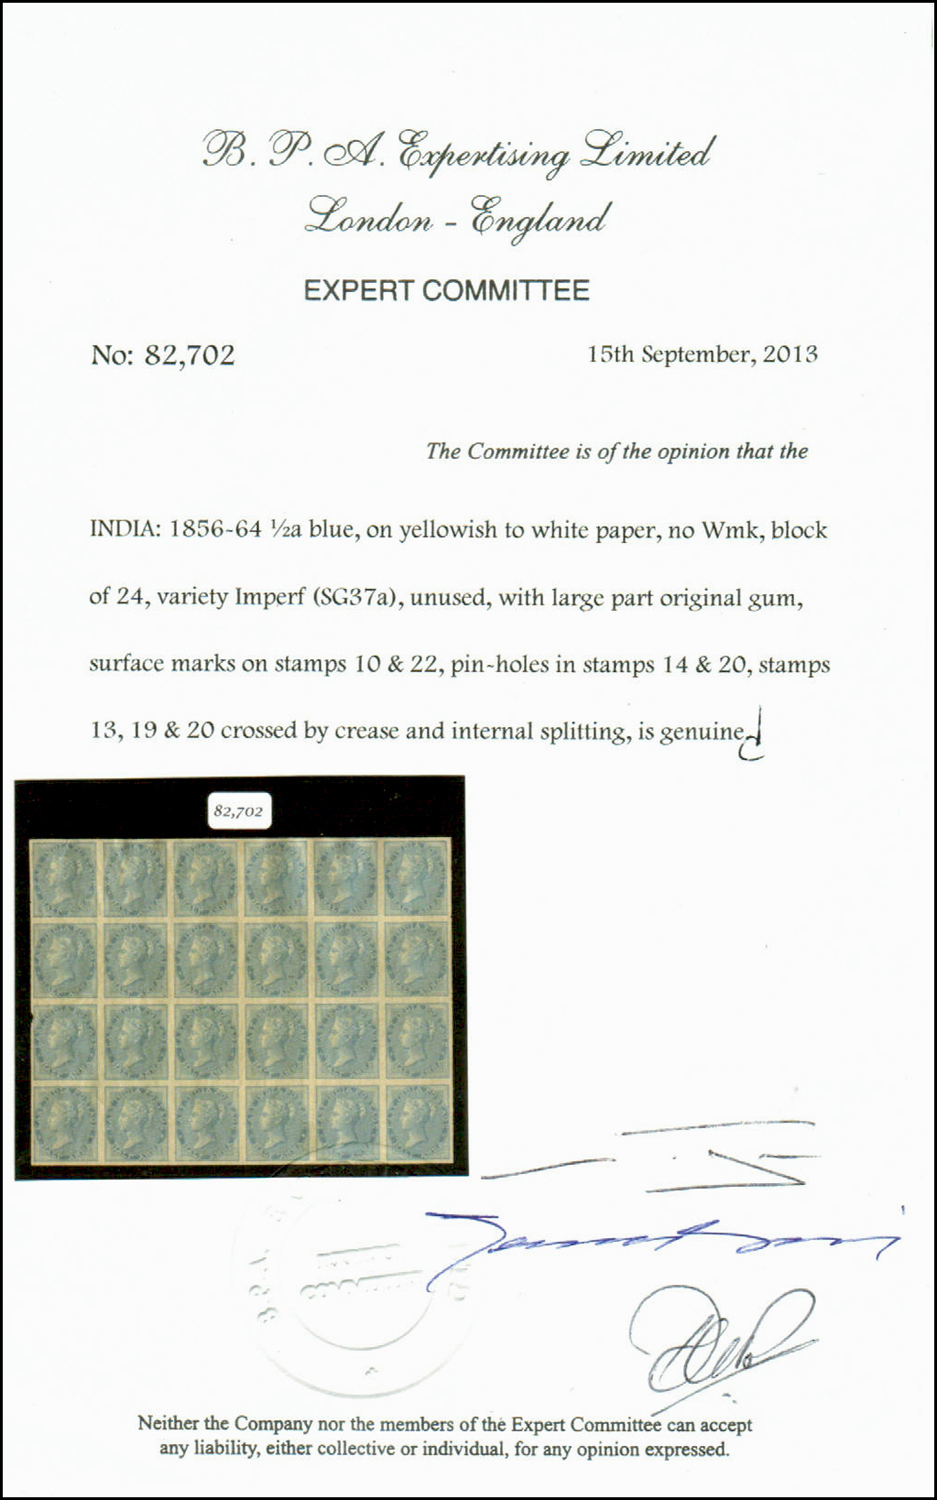 B. P. A. Expertising Limited
London - England
EXPERT COMMITTEE
No: 82,702
15th September, 2013
The Committee is of the opinion that the
INDIA: 1856-64 ½a blue, on yellowish to white paper, no Wmk, block
of 24, variety Imperf (SG37a), unused, with large part original gum,
surface marks on stamps 10 & 22, pin-holes in stamps 14 & 20, stamps
13, 19 & 20 crossed by crease and internal splitting, is genuine
82,702
Neither the Company nor the members of the Expert Committee can accept
any liability, either collective or individual, for any opinion expressed.